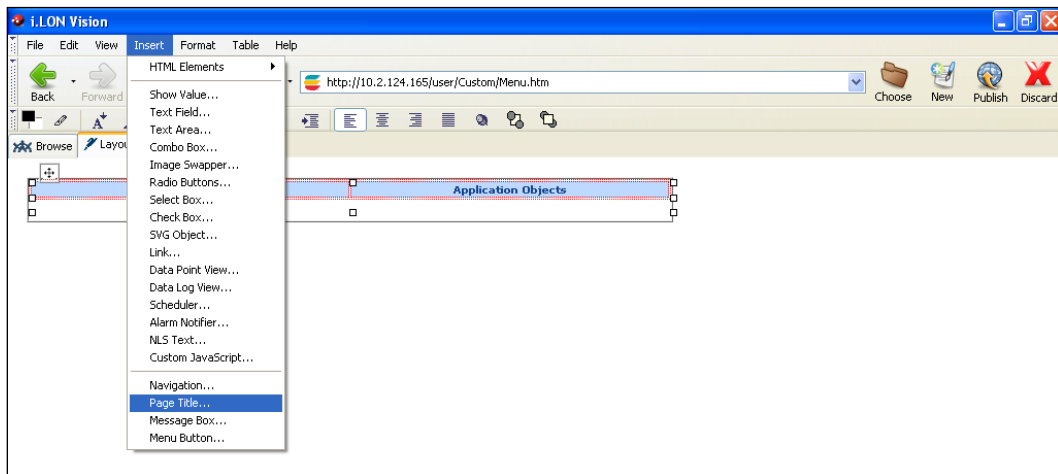 i.LON Vision
File Edit View Insert Format Table Help
Back Forward
http://10.2.124.165/user/Custom/Menu.htm
Choose New Publish Discard
Browse Layou
HTML Elements
Show Value...
Text Field...
Text Area...
Combo Box...
Image Swapper...
Radio Buttons...
Select Box...
Check Box...
SVG Object...
Link...
Data Point View...
Data Log View...
Scheduler...
Alarm Notifier...
NLS Text...
Custom JavaScript...
Navigation...
Page Title...
Message Box...
Menu Button...
Application Objects